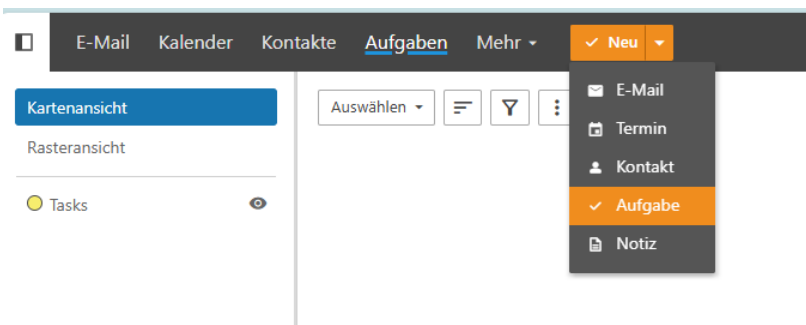 E-Mail Kalender Kontakte Aufgaben Mehr Neu
Kartenansicht
Rasteransicht
Tasks
Auswählen
E-Mail
Termin
Kontakt
Aufgabe
Notiz